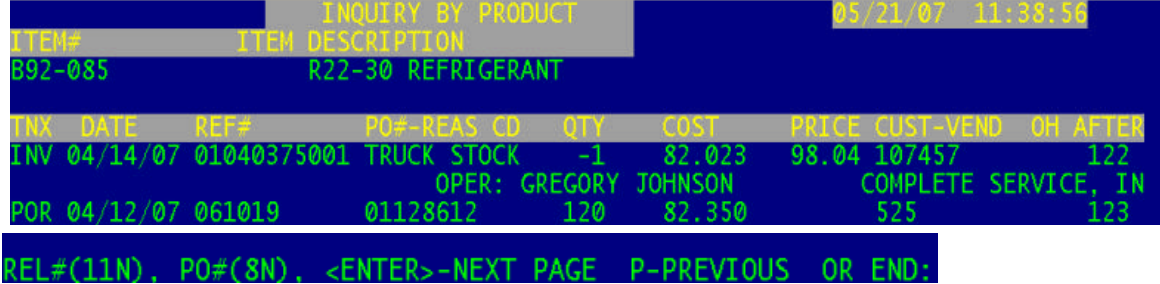 INQUIRY BY PRODUCT 05/21/07 11:38:56
ITEM# ITEM DESCRIPTION
B92-085 R22-30 REFRIGERANT
TNX DATE REF# PO#-REAS CD QTY COST PRICE CUST-VEND OH AFTER
INV 04/14/07 01040375001 TRUCK STOCK -1 82.023 98.04 107457 122
OPER: GREGORY JOHNSON COMPLETE SERVICE, IN
POR 04/12/07 061019 01128612 120 82.350 525 123
REL#(11N), PO#(8N), <ENTER>-NEXT PAGE P-PREVIOUS OR END: